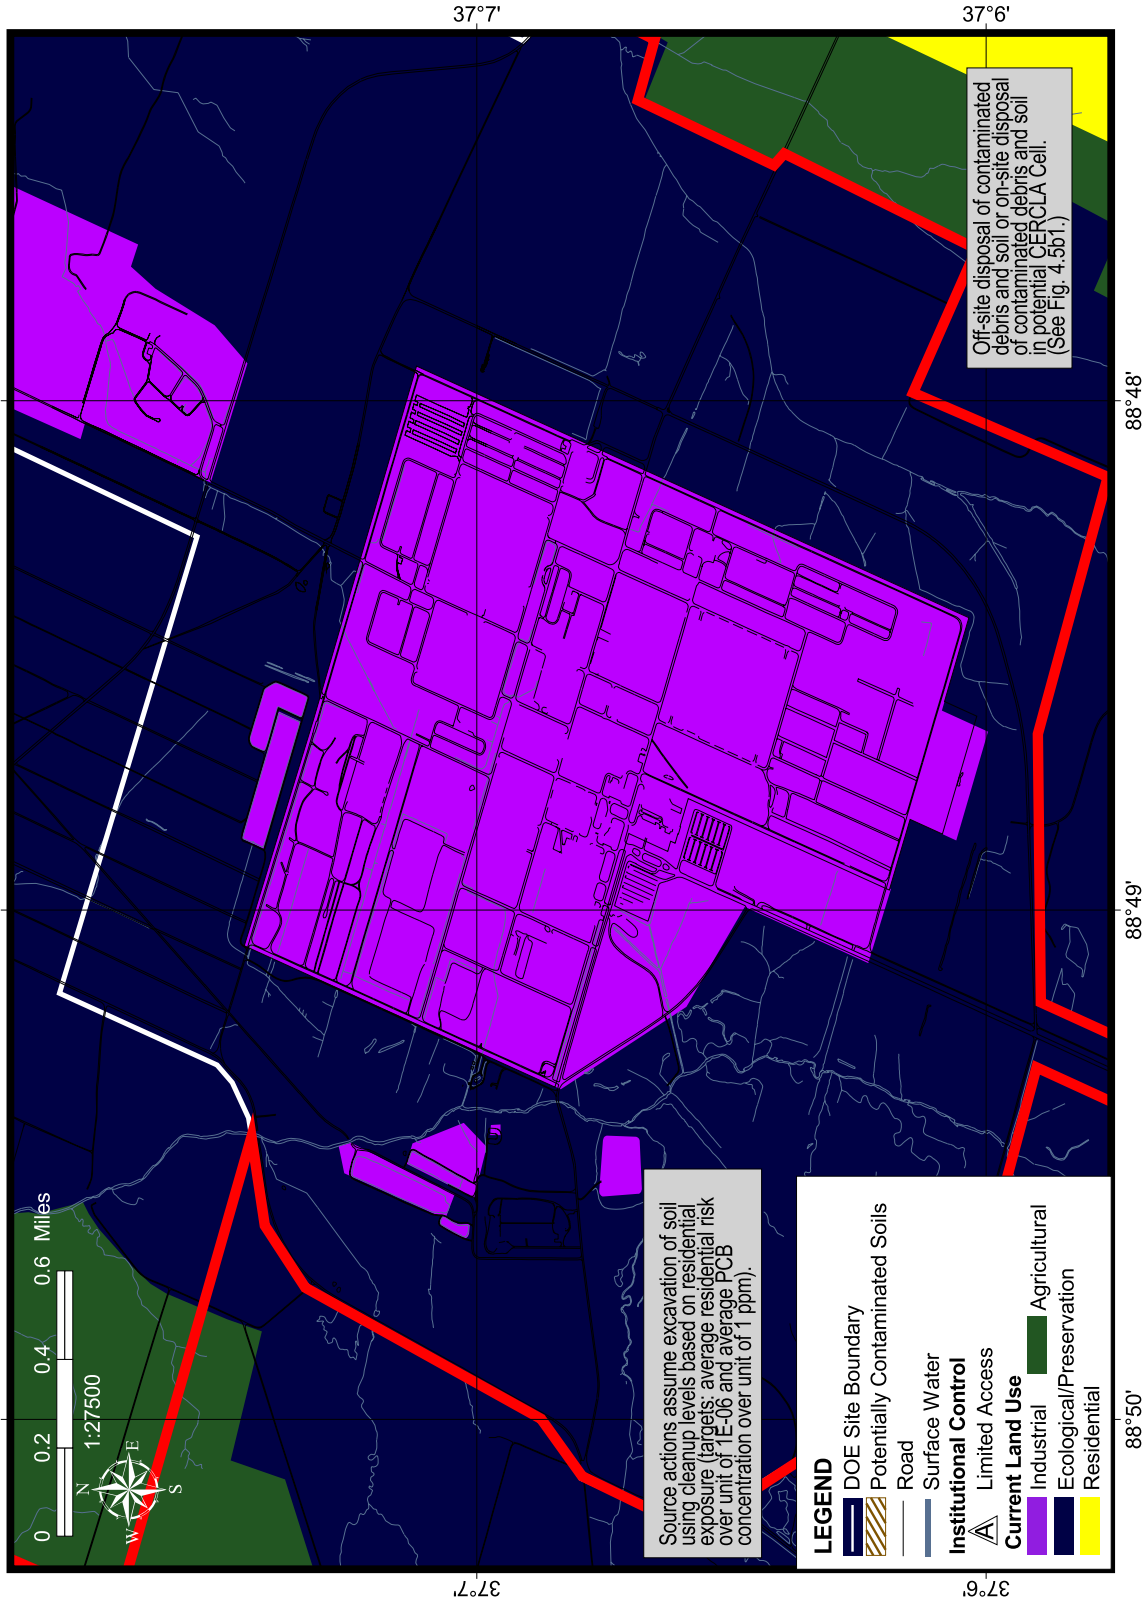 37°7'
37°6'
Off-site disposal of contaminated
debris and soil or on-site disposal
of contaminated debris and soil
in potential CERCLA Cell.
(See Fig. 4.5b1.)
88°48'
88°49'
88°50'
0 0.2 0.4 0.6 Miles
1:27500
N
W
E
S
Source actions assume excavation of soil
using cleanup levels based on residential
exposure (targets: average residential risk
over unit of 1E-06 and average PCB
concentration over unit of 1 ppm).
LEGEND
DOE Site Boundary
Potentially Contaminated Soils
Road
Surface Water
Institutional Control
A Limited Access
Current Land Use
Industrial
Agricultural
Ecological/Preservation
Residential
37°7'
37°6'